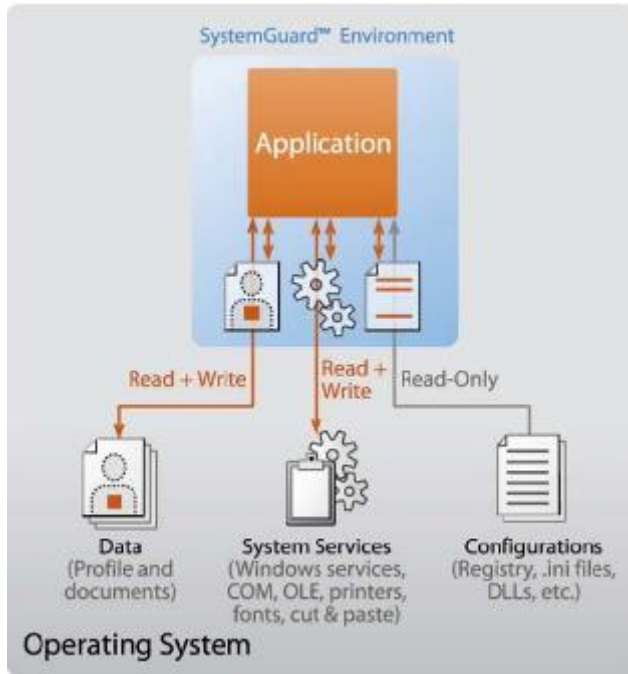 SystemGuard™ Environment
Application
Read + Write
Read +
Write
Read-Only
Data
(Profile and
documents)
System Services
(Windows services,
COM, OLE, printers,
fonts, cut & paste)
Configurations
(Registry, .ini files,
DLLs, etc.)
Operating System